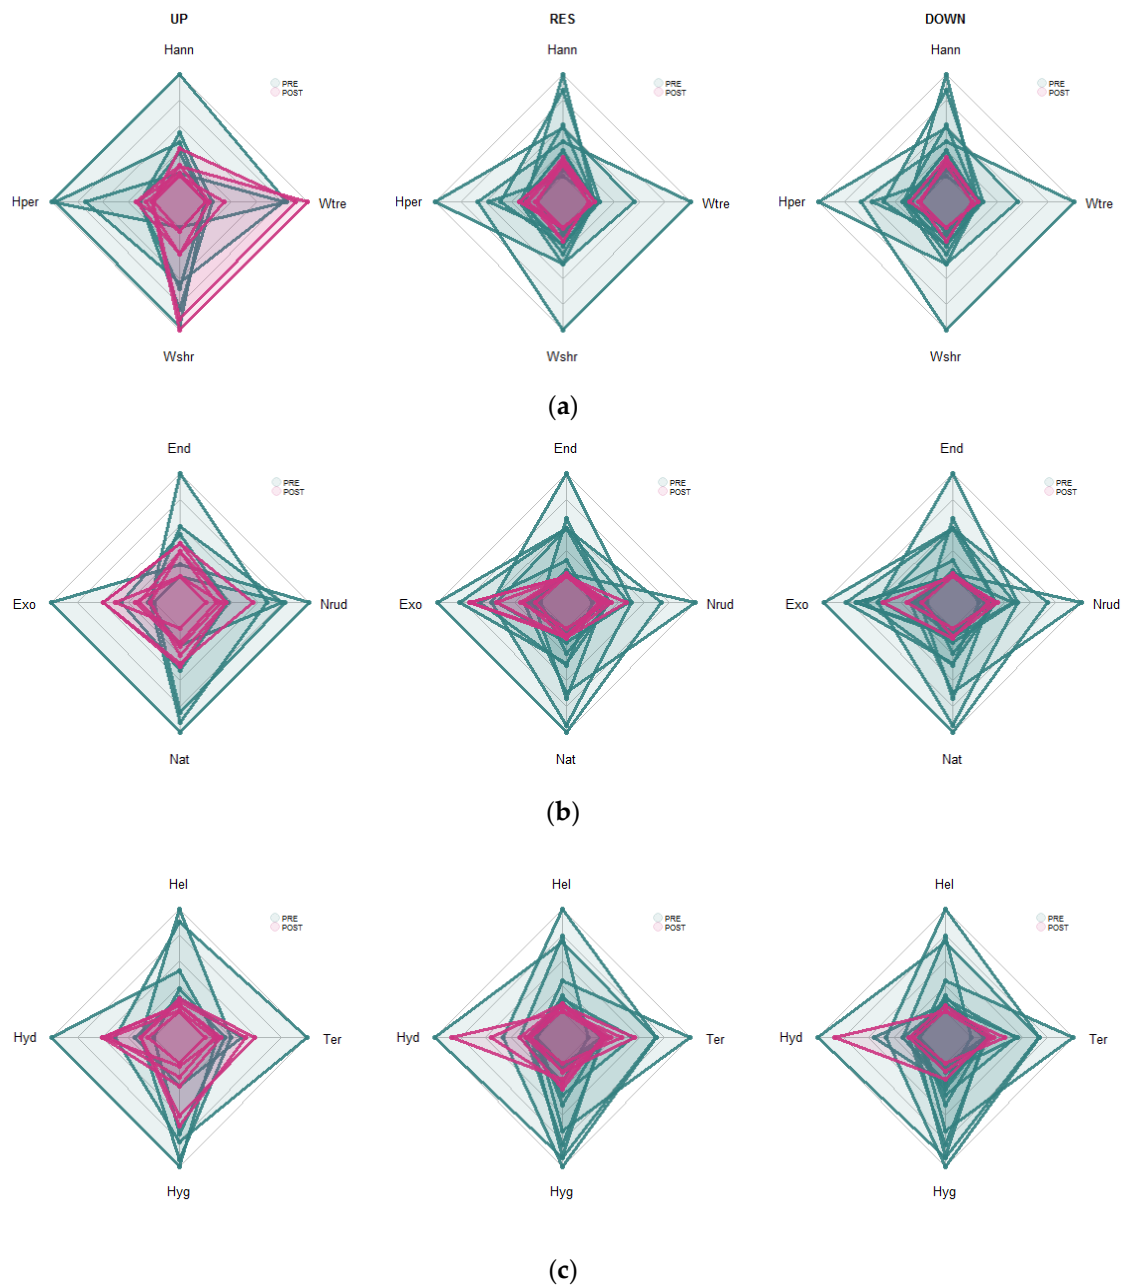 UP RES DOWN
Hann Hann Hann
PRE PRE PRE
POST POST POST
Hper Wtre Hper Wtre Hper Wtre
Wshr Wshr Wshr
(a)
End End End
PRE PRE PRE
POST POST POST
Exo Nrud Exo Nrud Exo Nrud
Nat Nat Nat
(b)
Hel Hel Hel
PRE PRE PRE
POST POST POST
Hyd Ter Hyd Ter Hyd Ter
Hyg Hyg Hyg
(c)